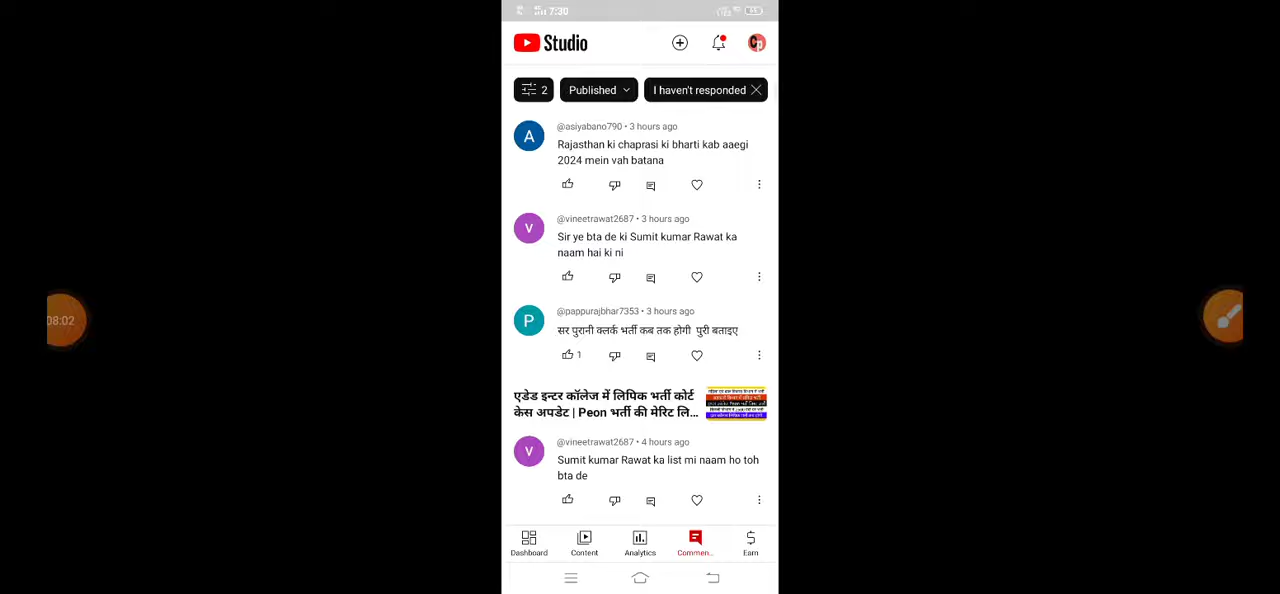 7:30
53
Studio
2
Published
I haven't responded
A
@asiyabano790 • 3 hours ago
Rajasthan ki chaprasi ki bharti kab aaegi
2024 mein vah batana
V
@vineetrawat2687 • 3 hours ago
Sir ye bta de ki Sumit kumar Rawat ka
naam hai ki ni
08:02
P
@pappurajbhar7353 • 3 hours ago
सर पुरानी क्लर्क भर्ती कब तक होगी पुरी बताइए
1
एडेड इन्टर कॉलेज में लिपिक भर्ती कोर्ट
केस अपडेट | Peon भर्ती की मेरिट लि...
V
@vineetrawat2687 • 4 hours ago
Sumit kumar Rawat ka list mi naam ho toh
bta de
Dashboard
Content
Analytics
Commen...
Earn